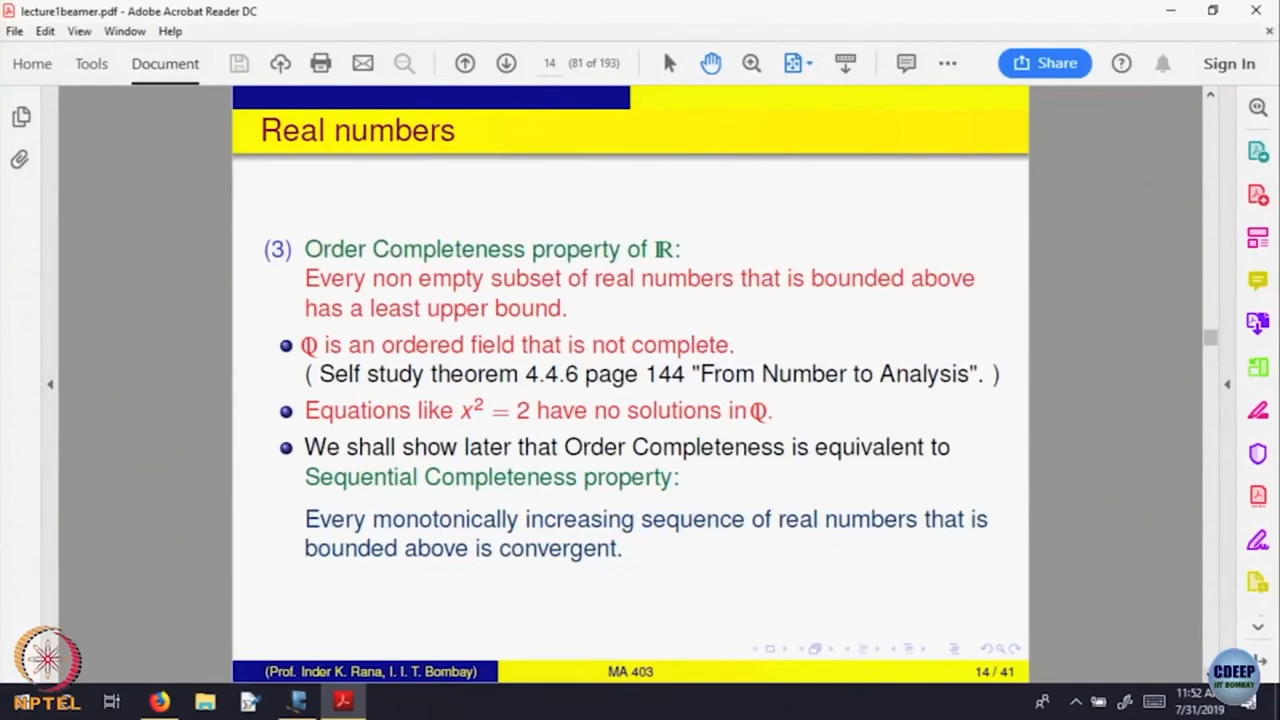 lecture1beamer.pdf - Adobe Acrobat Reader DC
File Edit View Window Help
Home Tools Document 14 (81 of 193) Share Sign In
Real numbers
(3) Order Completeness property of ℝ:
Every non empty subset of real numbers that is bounded above
has a least upper bound.
ℚ is an ordered field that is not complete.
( Self study theorem 4.4.6 page 144 "From Number to Analysis". )
Equations like x² = 2 have no solutions in ℚ.
We shall show later that Order Completeness is equivalent to
Sequential Completeness property:
Every monotonically increasing sequence of real numbers that is
bounded above is convergent.
(Prof. Inder K. Rana, I. I. T. Bombay) MA 403 14 / 41
NPTEL
CDEEP
IIT BOMBAY
11:52
7/31/2019